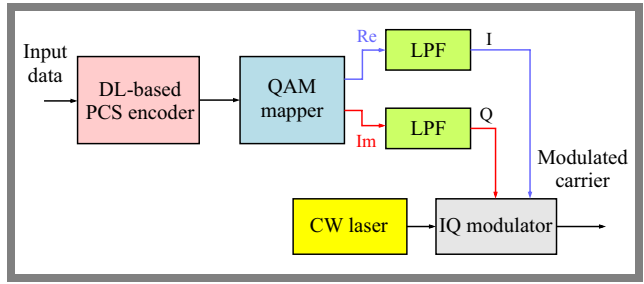 Input
data
DL-based
PCS encoder
QAM
mapper
Re
LPF
I
Im
LPF
Q
Modulated
carrier
CW laser
IQ modulator